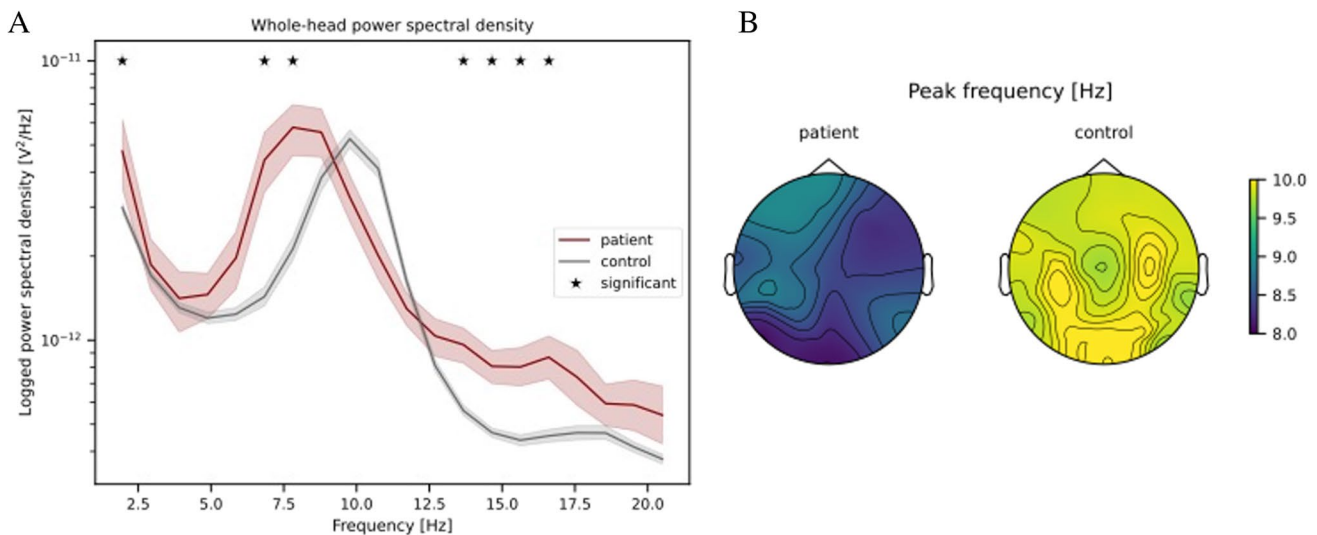 A
Whole-head power spectral density
10⁻¹¹
10⁻¹²
Logged power spectral density [V²/Hz]
patient
control
significant
2.5 5.0 7.5 10.0 12.5 15.0 17.5 20.0
Frequency [Hz]
B
Peak frequency [Hz]
patient control
10.0
9.5
9.0
8.5
8.0